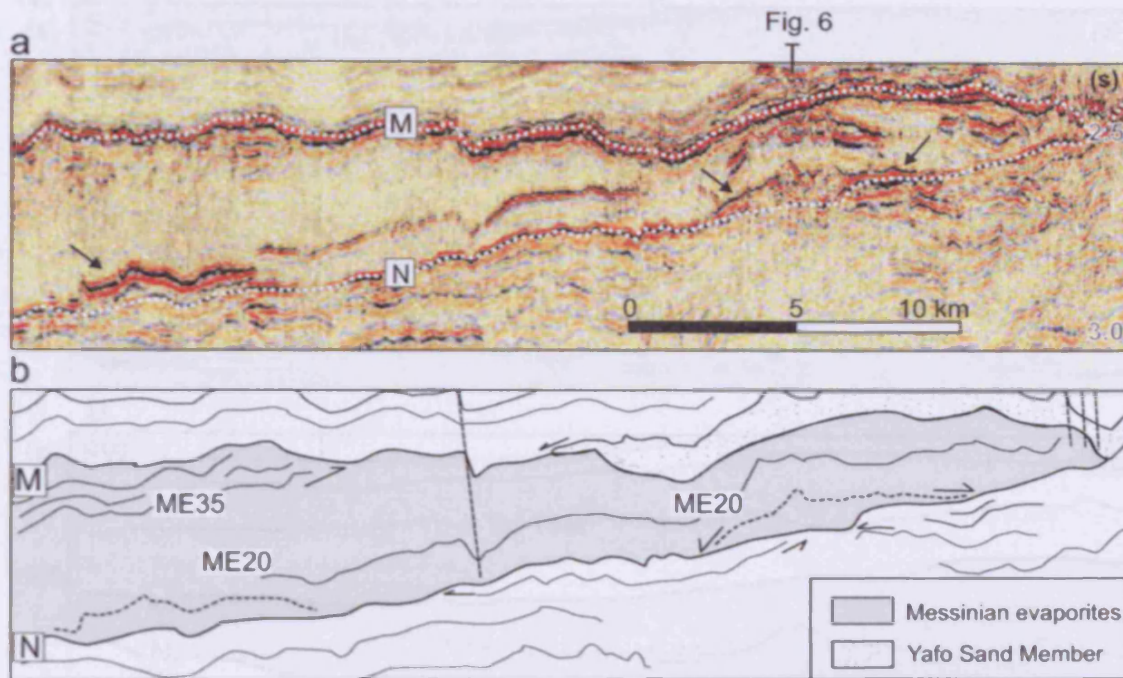 Fig. 6
a
(s)
M
2.5
N
0 5 10 km
3.0
b
M
ME35
ME20
ME20
N
Messinian evaporites
Yafo Sand Member